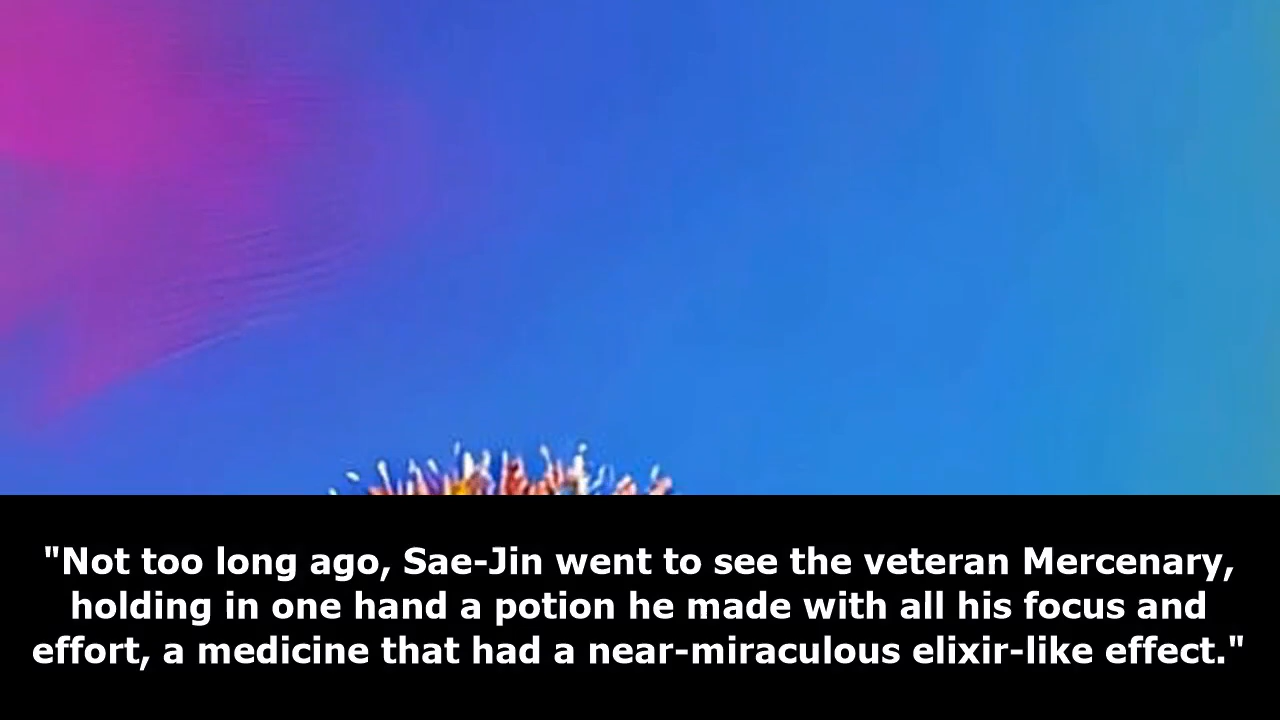 "Not too long ago, Sae-Jin went to see the veteran Mercenary,
holding in one hand a potion he made with all his focus and
effort, a medicine that had a near-miraculous elixir-like effect."